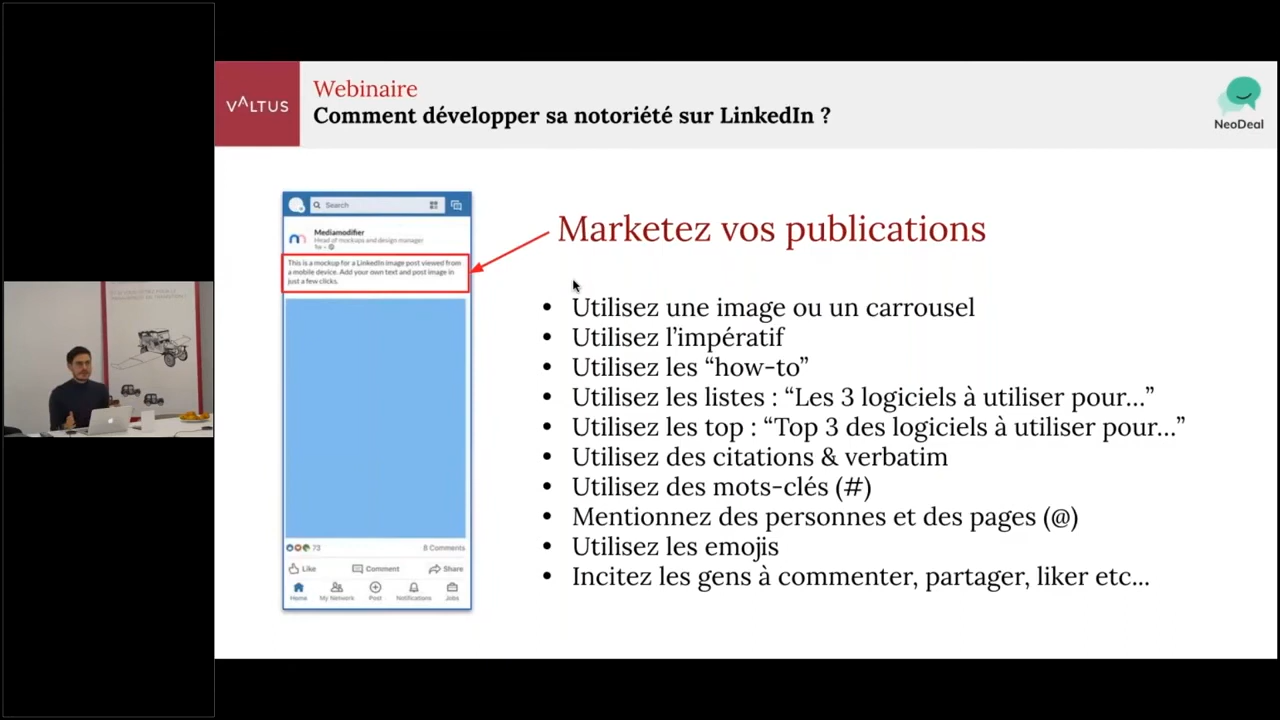 VALTUS
Webinaire
Comment développer sa notoriété sur LinkedIn ?
NeoDeal
Search
Mediamodifier
Head of mockups and design manager
This is a mockup for a LinkedIn image post viewed from
a mobile device. Add your own text and post image in
just a few clicks.
73
8 Comments
Like
Comment
Share
Home
My Network
Post
Notifications
Jobs
Marketez vos publications
• Utilisez une image ou un carrousel
• Utilisez l’impératif
• Utilisez les “how-to”
• Utilisez les listes : “Les 3 logiciels à utiliser pour...”
• Utilisez les top : “Top 3 des logiciels à utiliser pour...”
• Utilisez des citations & verbatim
• Utilisez des mots-clés (#)
• Mentionnez des personnes et des pages (@)
• Utilisez les emojis
• Incitez les gens à commenter, partager, liker etc...